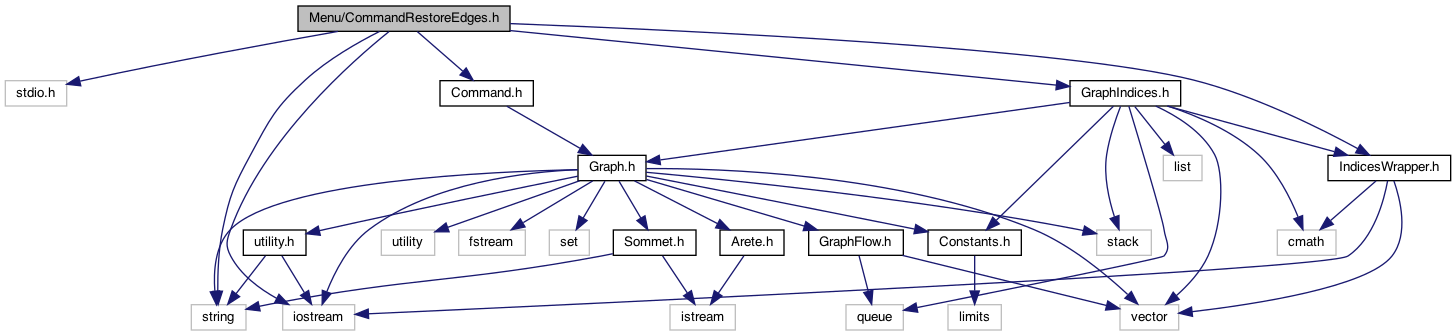 Menu/CommandRestoreEdges.h
stdio.h
Command.h
GraphIndices.h
Graph.h
list
IndicesWrapper.h
utility.h
utility
fstream
set
Sommet.h
Arete.h
GraphFlow.h
Constants.h
stack
cmath
string
iostream
istream
queue
limits
vector